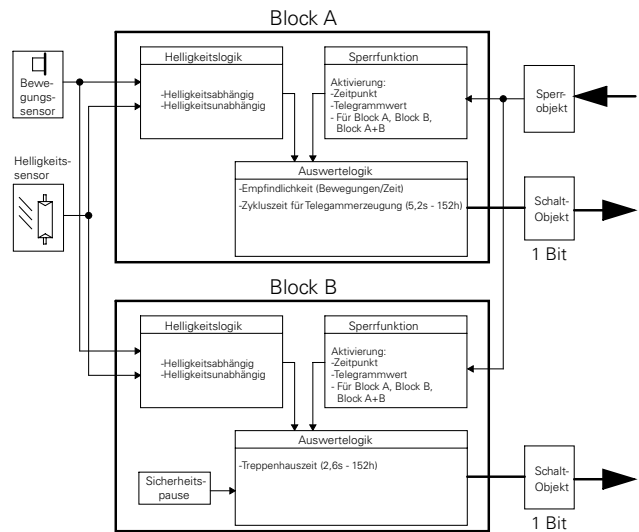 Block A
Bewe-
gungs-
sensor
Helligkeitslogik
-Helligkeitsabhängig
-Helligkeitsunabhängig
Sperrfunktion
Aktivierung:
-Zeitpunkt
-Telegrammwert
- Für Block A, Block B,
Block A+B
Sperr-
objekt
Helligkeits-
sensor
Auswertelogik
-Empfindlichkeit (Bewegungen/Zeit)
-Zykluszeit für Telegammerzeugung (5,2s - 152h)
Schalt-
Objekt
1 Bit
Block B
Helligkeitslogik
-Helligkeitsabhängig
-Helligkeitsunabhängig
Sperrfunktion
Aktivierung:
-Zeitpunkt
-Telegrammwert
- Für Block A, Block B,
Block A+B
Auswertelogik
-Treppenhauszeit (2,6s - 152h)
Sicherheits-
pause
Schalt-
Objekt
1 Bit